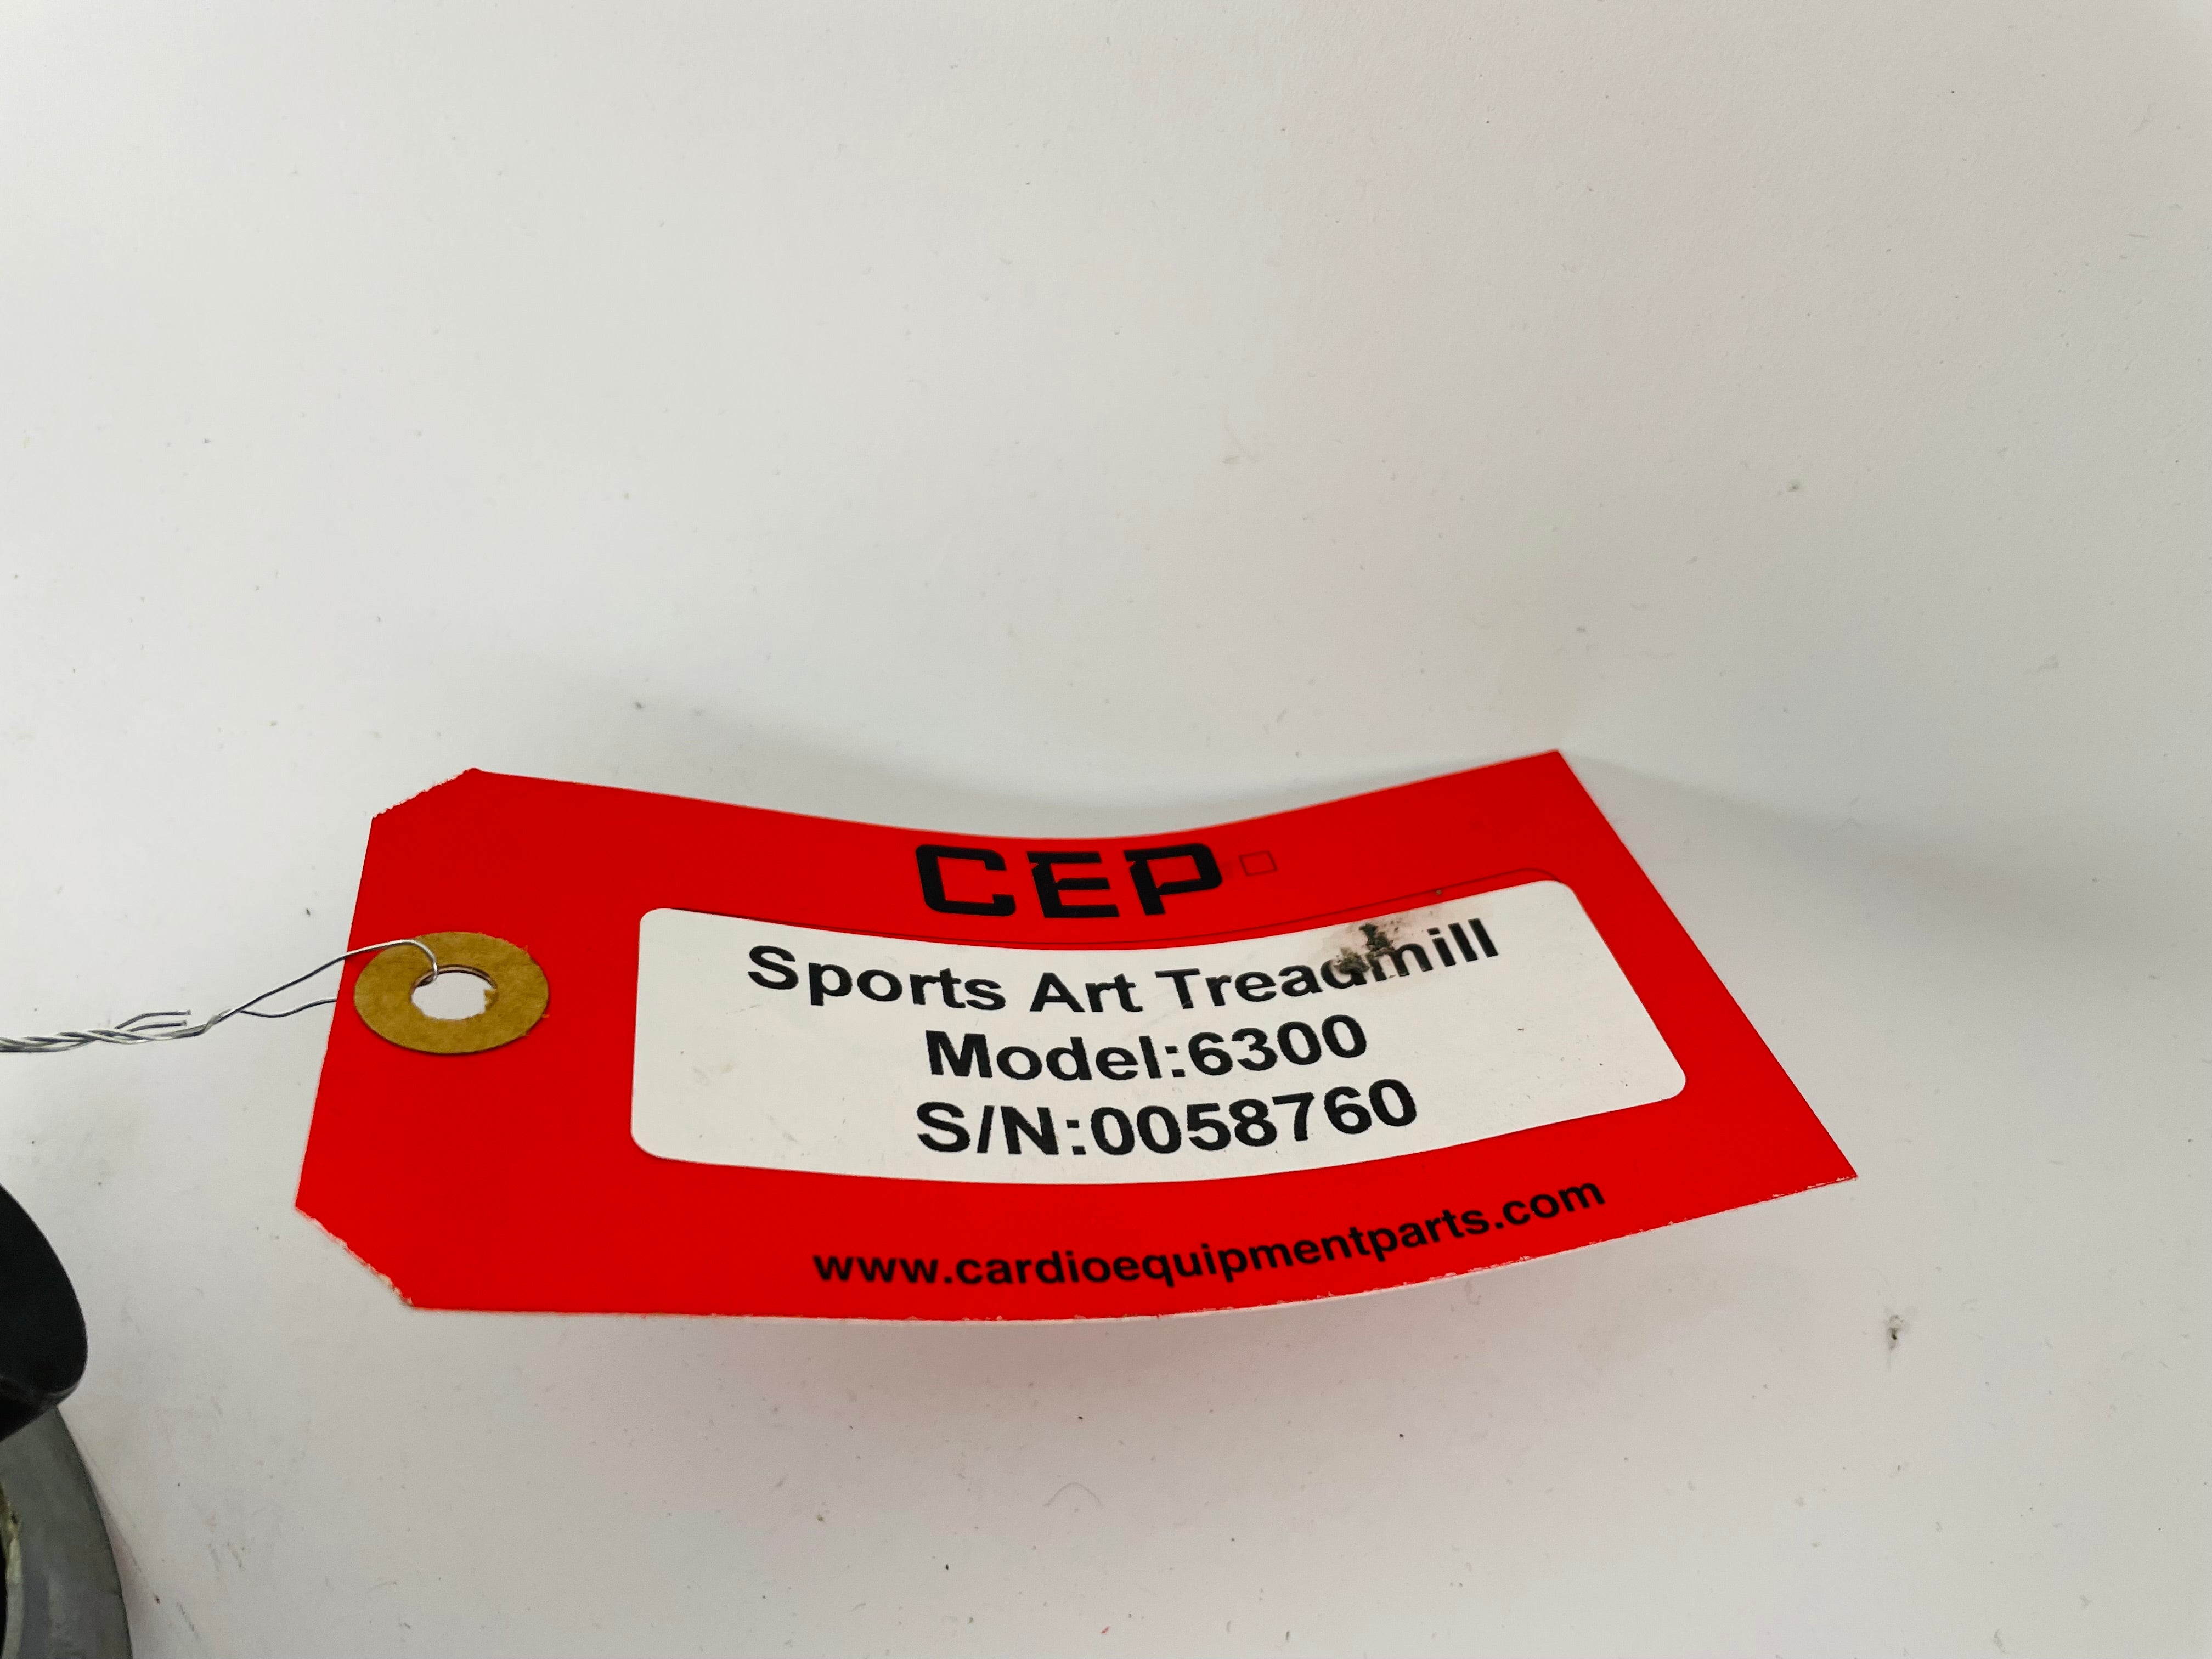 CEP
Sports Art Treadmill
Model:6300
S/N:0058760
www.cardioequipmentparts.com